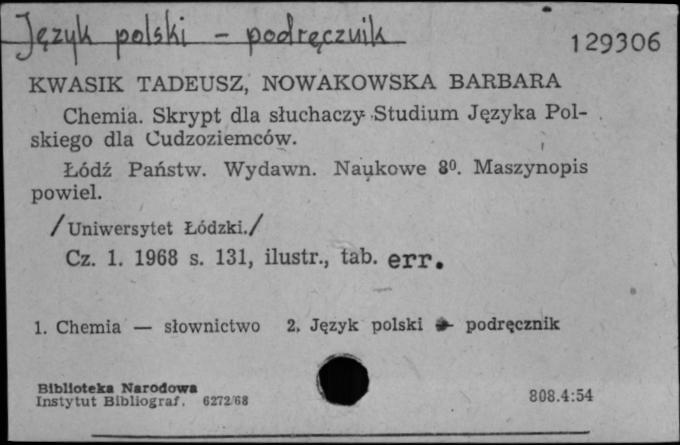 Język polski - podręcznik
129306
KWASIK TADEUSZ, NOWAKOWSKA BARBARA
Chemia. Skrypt dla słuchaczy Studium Języka Pol-
skiego dla Cudzoziemców.
Łódź Państw. Wydawn. Naukowe 8⁰. Maszynopis
powiel.
/Uniwersytet Łódzki./
Cz. 1. 1968 s. 131, ilustr., tab. err.
1. Chemia — słownictwo 2. Język polski - podręcznik
Biblioteka Narodowa
Instytut Bibliograf. 6272/68
808.4:54